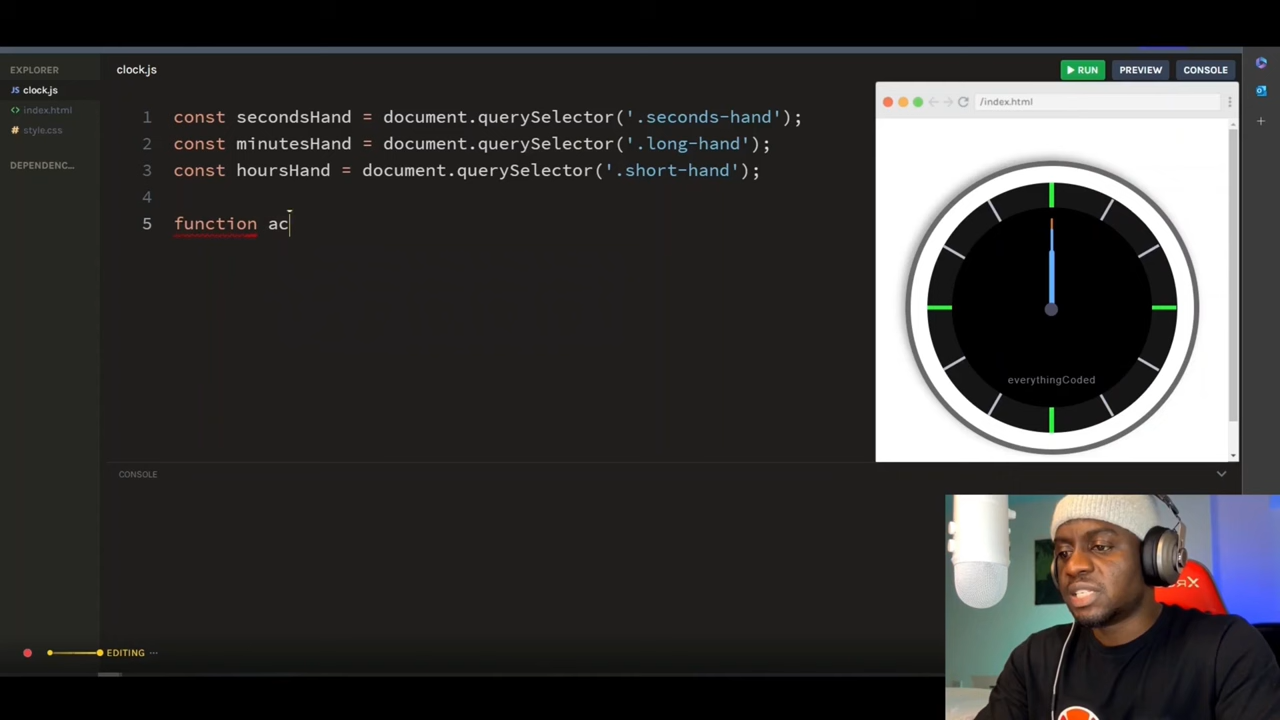 EXPLORER
clock.js
index.html
style.css
DEPENDENC...
clock.js
RUN
PREVIEW
CONSOLE
1 const secondsHand = document.querySelector('.seconds-hand');
2 const minutesHand = document.querySelector('.long-hand');
3 const hoursHand = document.querySelector('.short-hand');
4
5 function ac
/index.html
everythingCoded
CONSOLE
EDITING ...